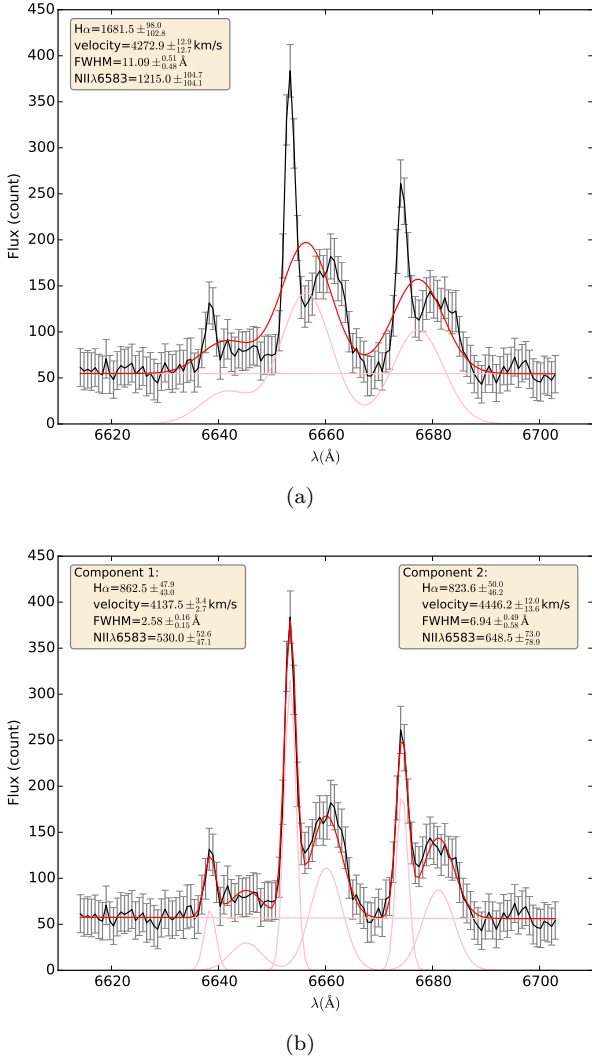 Hα=1681.5 ±98.0 102.8
velocity=4272.9 ±12.9 12.7 km/s
FWHM=11.09 ±0.51 0.48 Å
NIIλ6583=1215.0 ±104.7 104.1
450
400
350
300
250
200
150
100
50
0
Flux (count)
6620 6640 6660 6680 6700
λ(Å)
(a)
Component 1:
Hα=862.5 ±47.9 43.0
velocity=4137.5 ±3.4 2.7 km/s
FWHM=2.58 ±0.16 0.15 Å
NIIλ6583=530.0 ±52.6 47.1
Component 2:
Hα=823.6 ±50.0 46.2
velocity=4446.2 ±12.0 13.6 km/s
FWHM=6.94 ±0.49 0.58 Å
NIIλ6583=648.5 ±73.0 78.9
450
400
350
300
250
200
150
100
50
0
Flux (count)
6620 6640 6660 6680 6700
λ(Å)
(b)